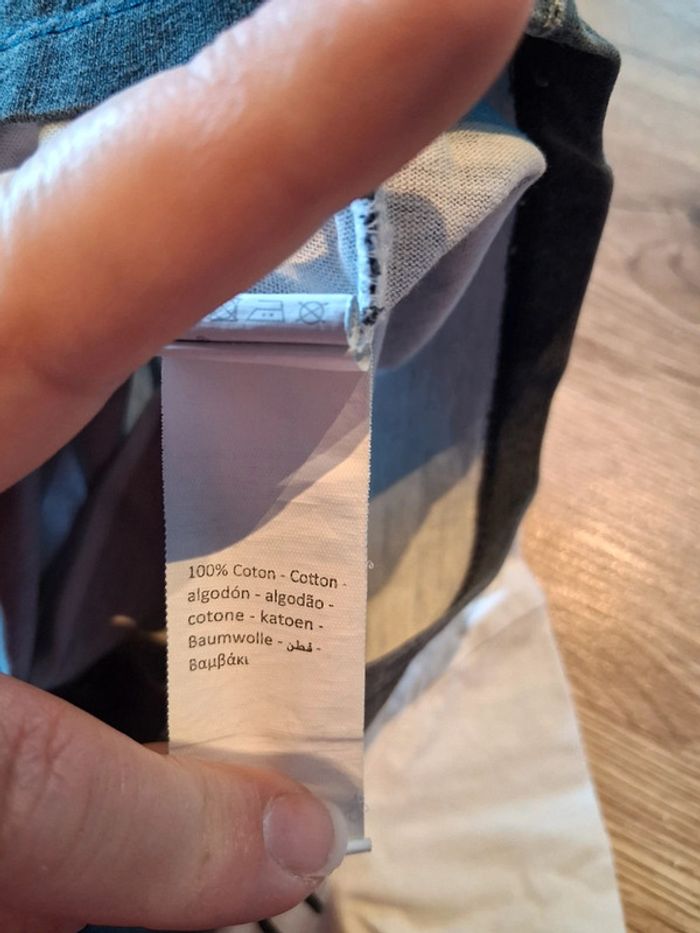 100% Coton - Cotton -
algodón - algodão -
cotone - katoen -
Baumwolle - قطن -
Βαμβάκι